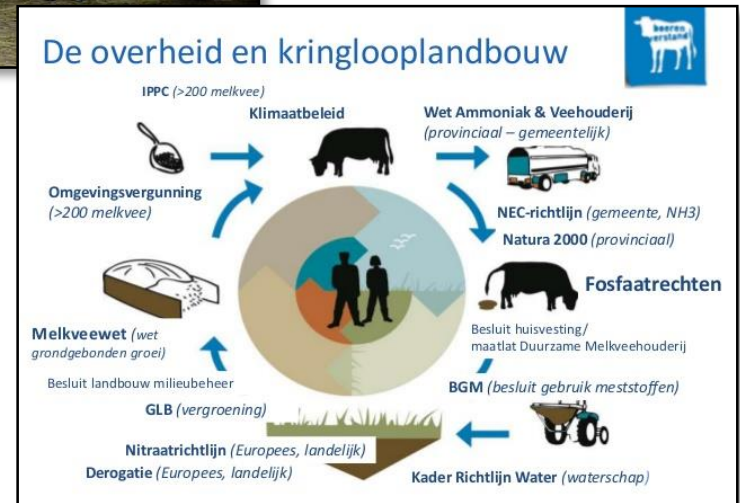 De overheid en kringlooplandbouw
boeren
verstand
IPPC (>200 melkvee)
Klimaatbeleid
Wet Ammoniak & Veehouderij
(provinciaal – gemeentelijk)
Omgevingsvergunning
(>200 melkvee)
NEC-richtlijn (gemeente, NH3)
Natura 2000 (provinciaal)
Fosfaatrechten
Melkveewet (wet
grondgebonden groei)
Besluit huisvesting/
maatlat Duurzame Melkveehouderij
Besluit landbouw milieubeheer
BGM (besluit gebruik meststoffen)
GLB (vergroening)
Nitraatrichtlijn (Europees, landelijk)
Derogatie (Europees, landelijk)
Kader Richtlijn Water (waterschap)